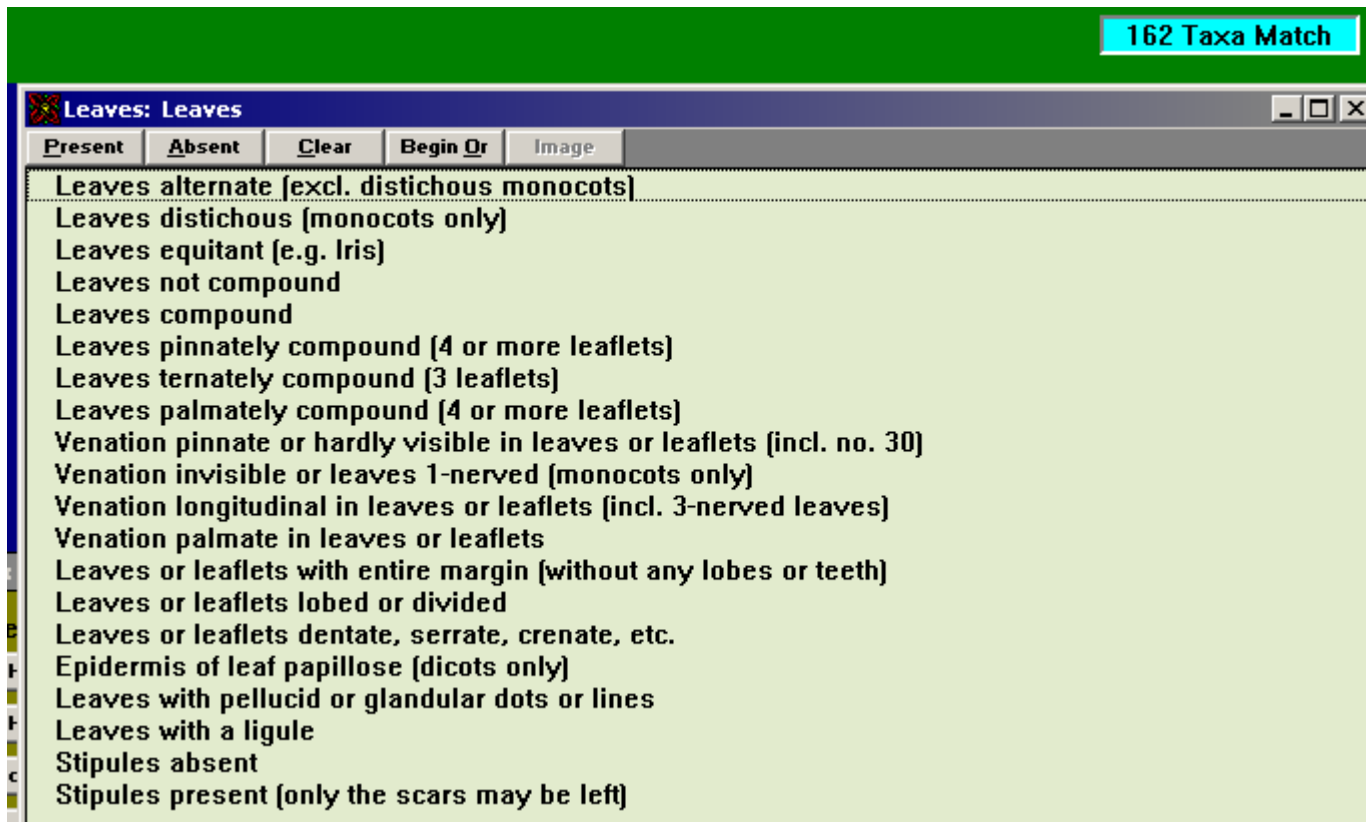 162 Taxa Match
Leaves: Leaves
Present Absent Clear Begin Or Image
Leaves alternate (excl. distichous monocots)
Leaves distichous (monocots only)
Leaves equitant (e.g. Iris)
Leaves not compound
Leaves compound
Leaves pinnately compound (4 or more leaflets)
Leaves ternately compound (3 leaflets)
Leaves palmately compound (4 or more leaflets)
Venation pinnate or hardly visible in leaves or leaflets (incl. no. 30)
Venation invisible or leaves 1-nerved (monocots only)
Venation longitudinal in leaves or leaflets (incl. 3-nerved leaves)
Venation palmate in leaves or leaflets
Leaves or leaflets with entire margin (without any lobes or teeth)
Leaves or leaflets lobed or divided
Leaves or leaflets dentate, serrate, crenate, etc.
Epidermis of leaf papillose (dicots only)
Leaves with pellucid or glandular dots or lines
Leaves with a ligule
Stipules absent
Stipules present (only the scars may be left)